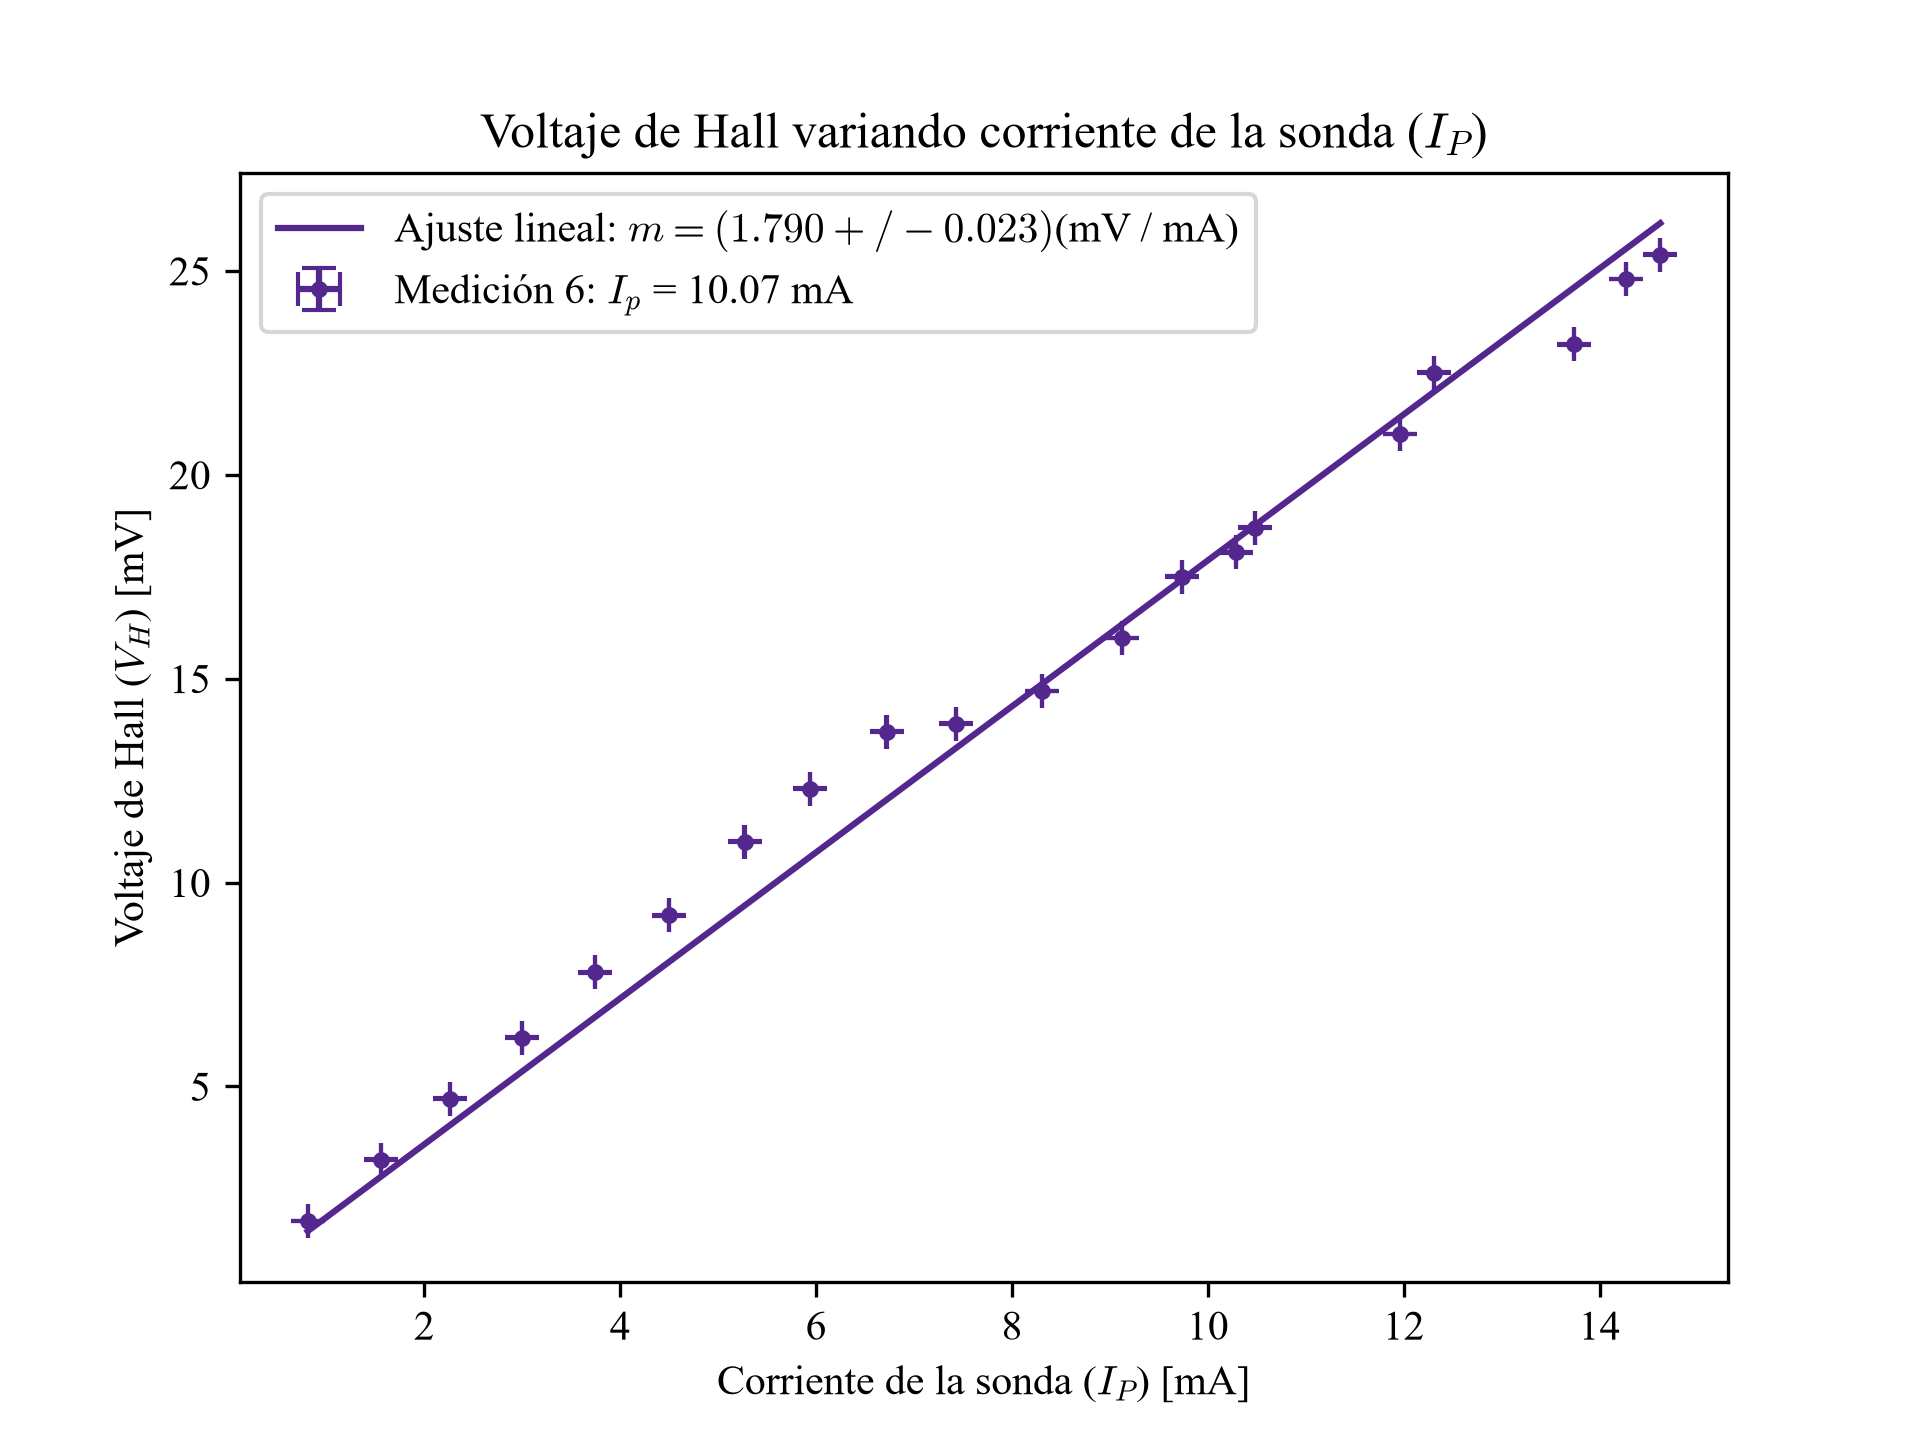 Voltaje de Hall variando corriente de la sonda (I_P)
Ajuste lineal: m = (1.790 + / − 0.023)(mV / mA)
Medición 6: I_p = 10.07 mA
25
20
15
10
5
Voltaje de Hall (V_H) [mV]
2 4 6 8 10 12 14
Corriente de la sonda (I_P) [mA]